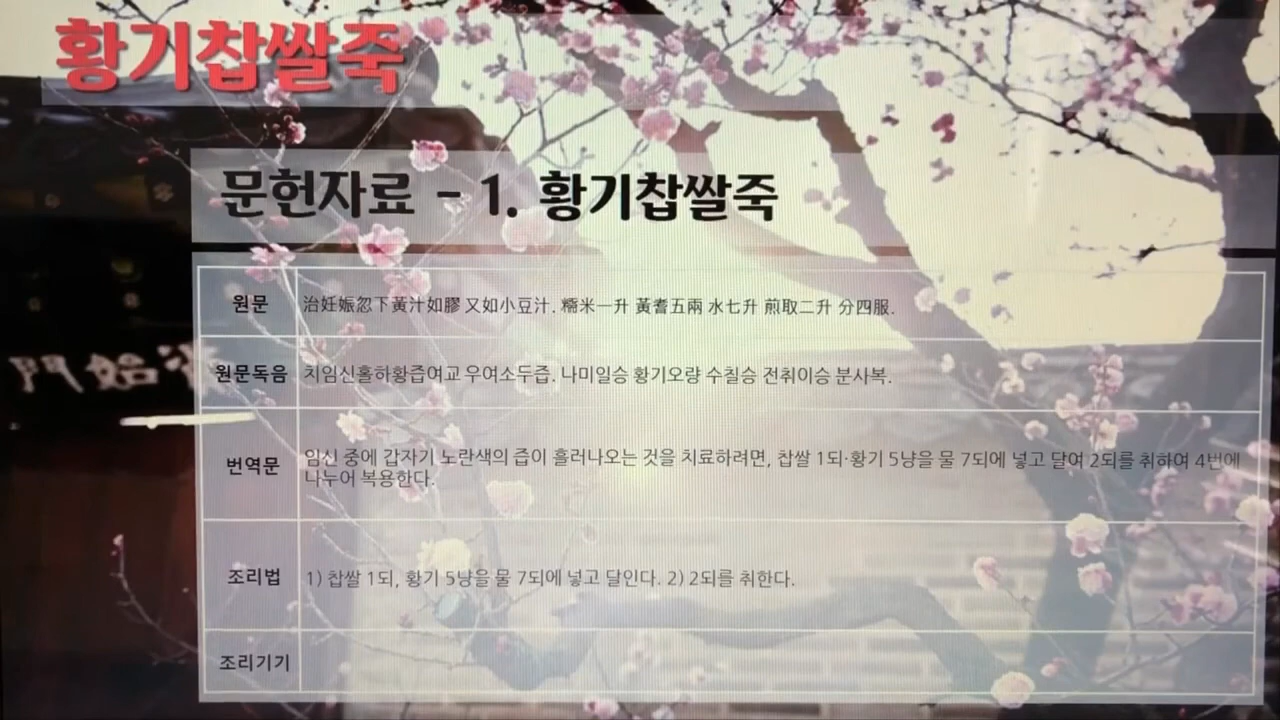 황기찹쌀죽
문헌자료 - 1. 황기찹쌀죽
원문
治妊娠忽下黃汁如膠 又如小豆汁. 糯米一升 黃耆五兩 水七升 煎取二升 分四服.
원문독음
치임신홀하황즙여교 우여소두즙. 나미일승 황기오량 수칠승 전취이승 분사복.
번역문
임신 중에 갑자기 노란색의 즙이 흘러나오는 것을 치료하려면, 찹쌀 1되·황기 5냥을 물 7되에 넣고 달여 2되를 취하여 4번에
나누어 복용한다.
조리법
1) 찹쌀 1되, 황기 5냥을 물 7되에 넣고 달인다. 2) 2되를 취한다.
조리기기
門始